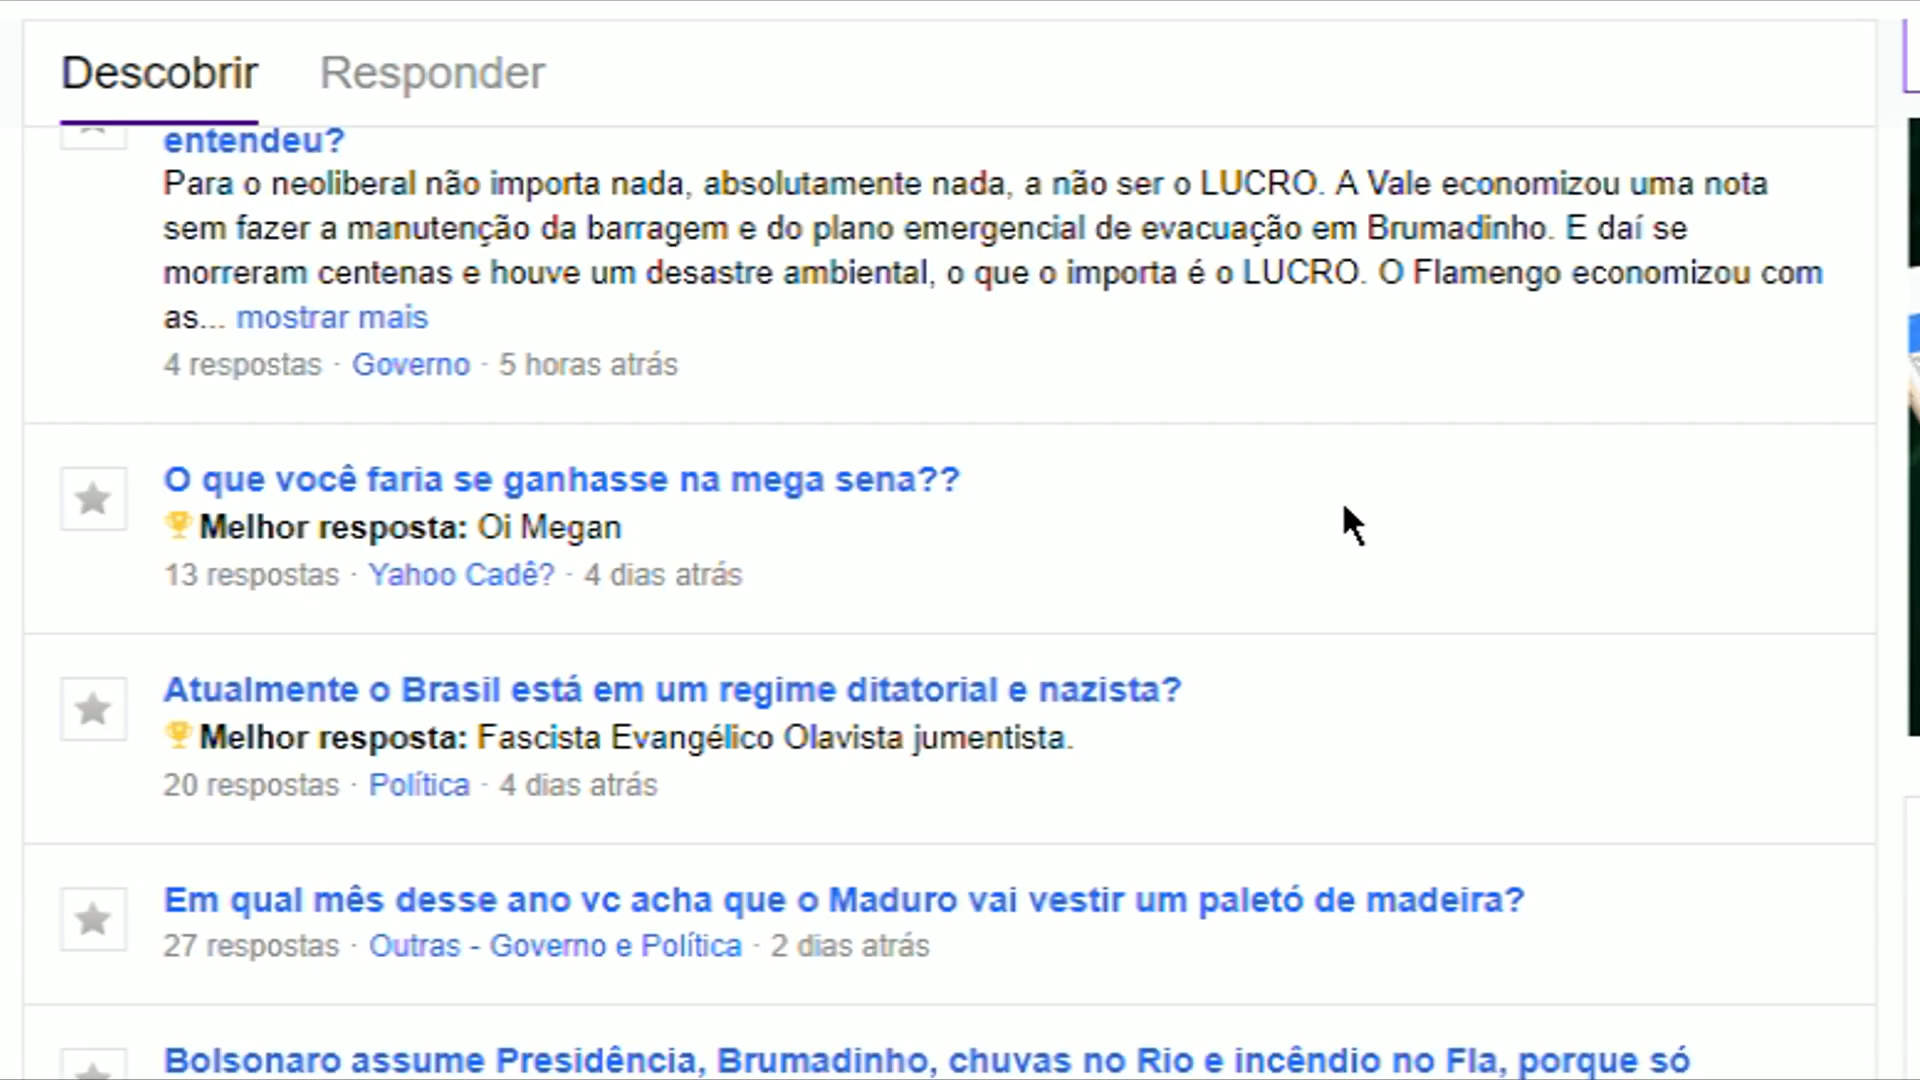 Descobrir Responder
entendeu?
Para o neoliberal não importa nada, absolutamente nada, a não ser o LUCRO. A Vale economizou uma nota
sem fazer a manutenção da barragem e do plano emergencial de evacuação em Brumadinho. E daí se
morreram centenas e houve um desastre ambiental, o que o importa é o LUCRO. O Flamengo economizou com
as... mostrar mais
4 respostas · Governo · 5 horas atrás
O que você faria se ganhasse na mega sena??
Melhor resposta: Oi Megan
13 respostas · Yahoo Cadê? · 4 dias atrás
Atualmente o Brasil está em um regime ditatorial e nazista?
Melhor resposta: Fascista Evangélico Olavista jumentista.
20 respostas · Política · 4 dias atrás
Em qual mês desse ano vc acha que o Maduro vai vestir um paletó de madeira?
27 respostas · Outras - Governo e Política · 2 dias atrás
Bolsonaro assume Presidência, Brumadinho, chuvas no Rio e incêndio no Fla, porque só